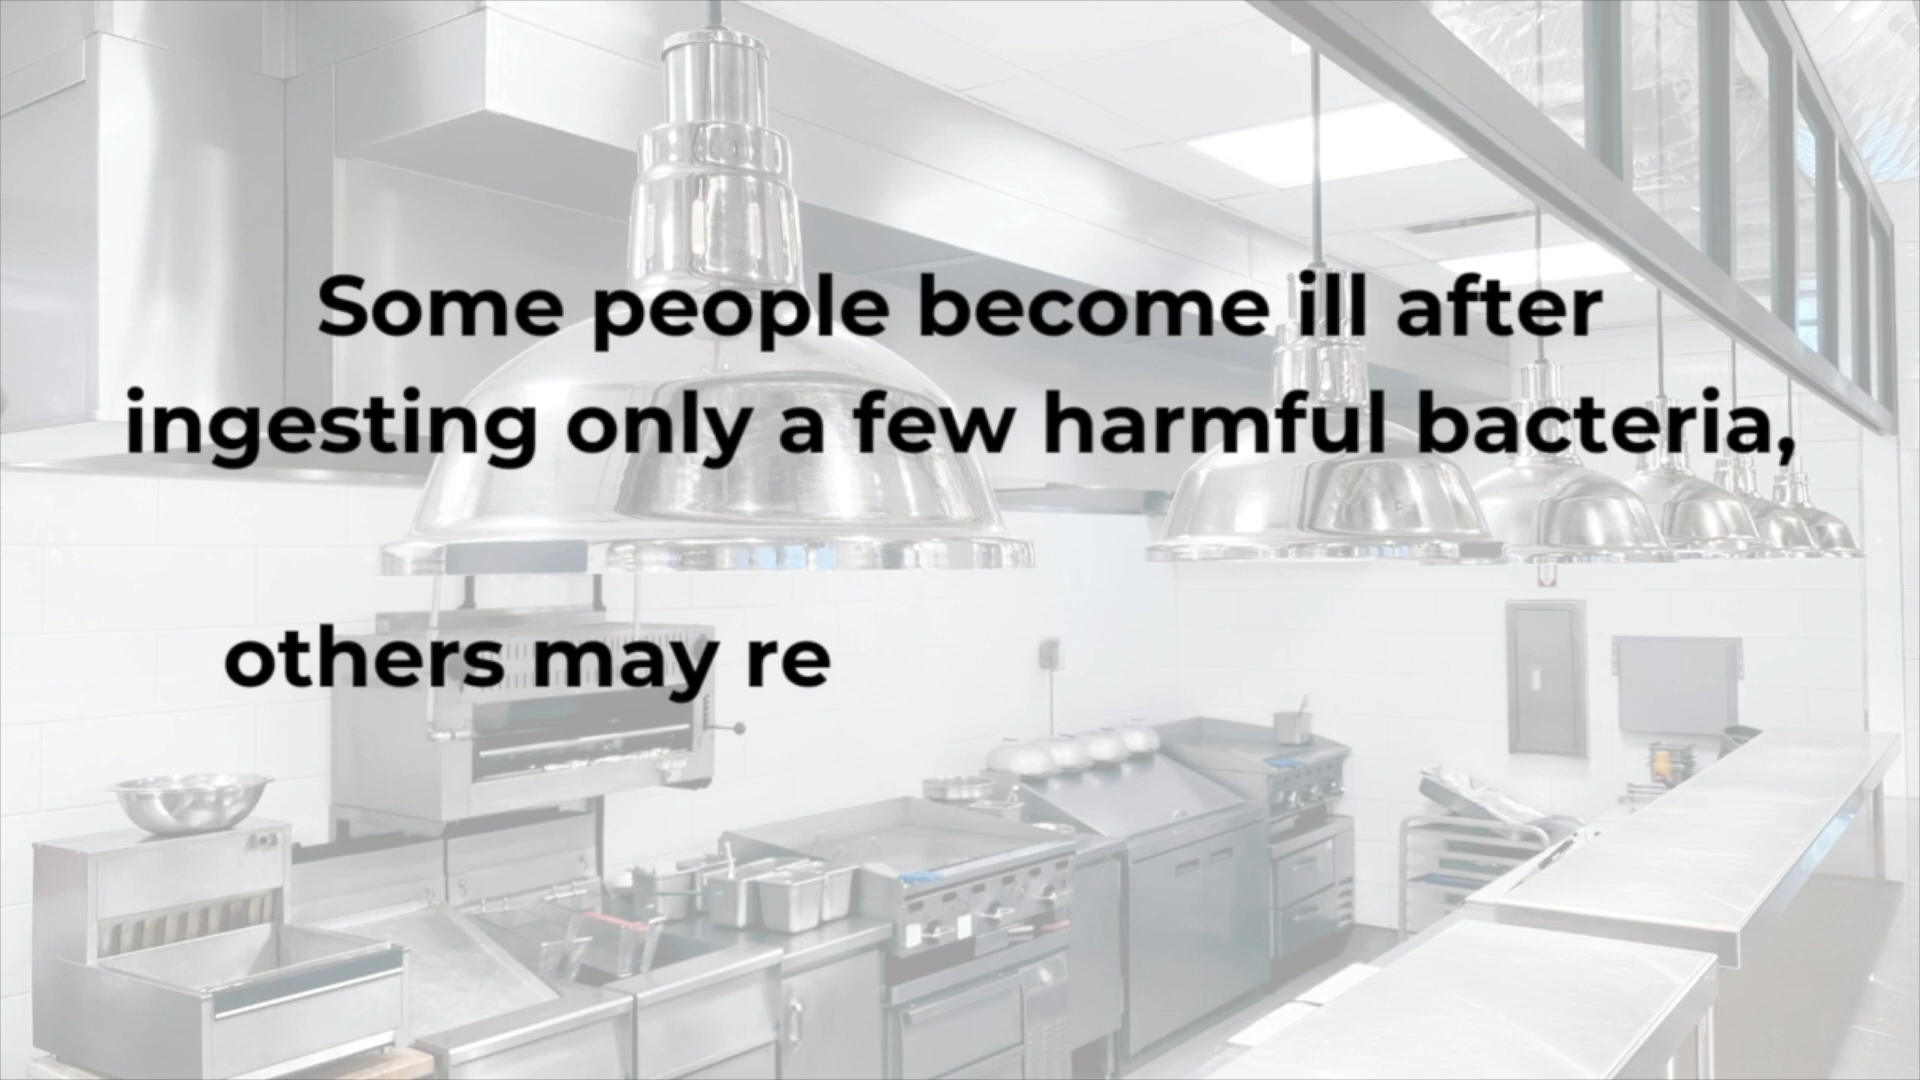 Some people become ill after
ingesting only a few harmful bacteria,
others may re